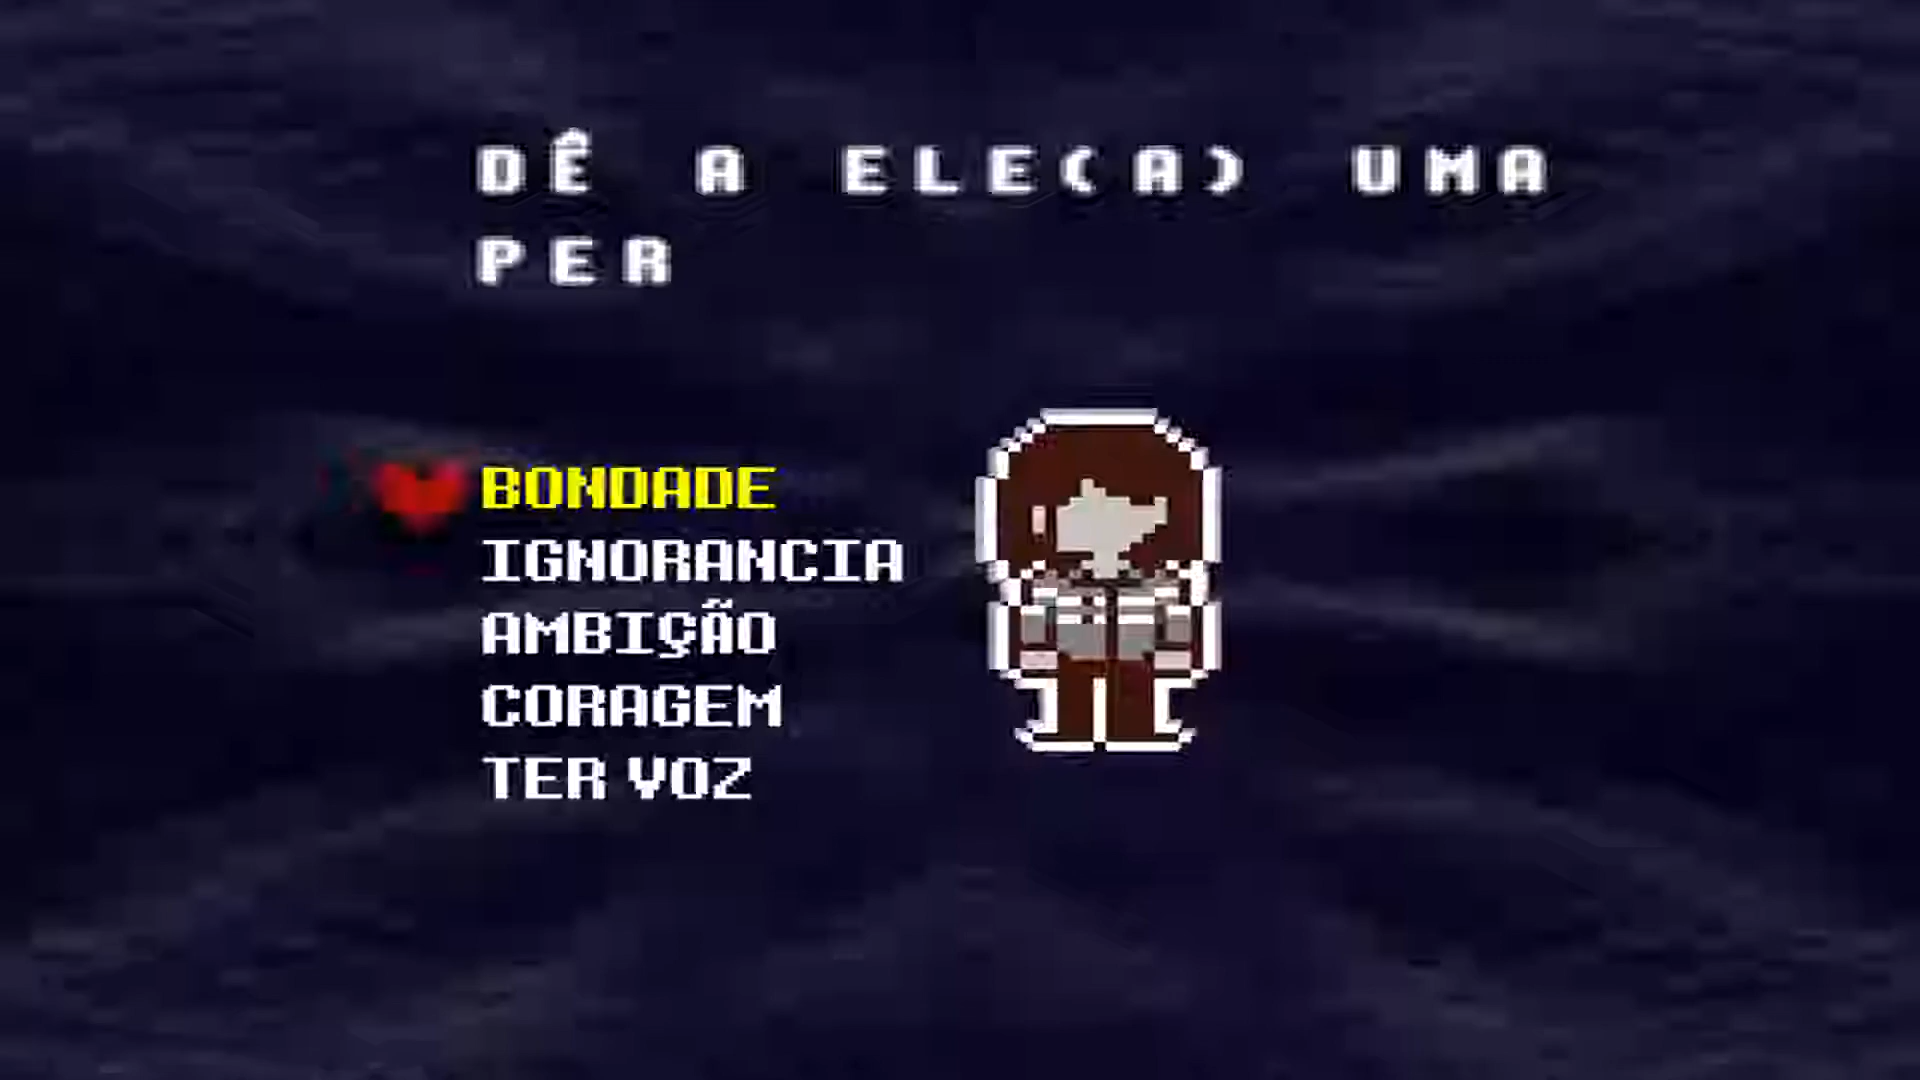 DÊ A ELE(A) UMA
PER
BONDADE
IGNORANCIA
AMBIÇÃO
CORAGEM
TER VOZ